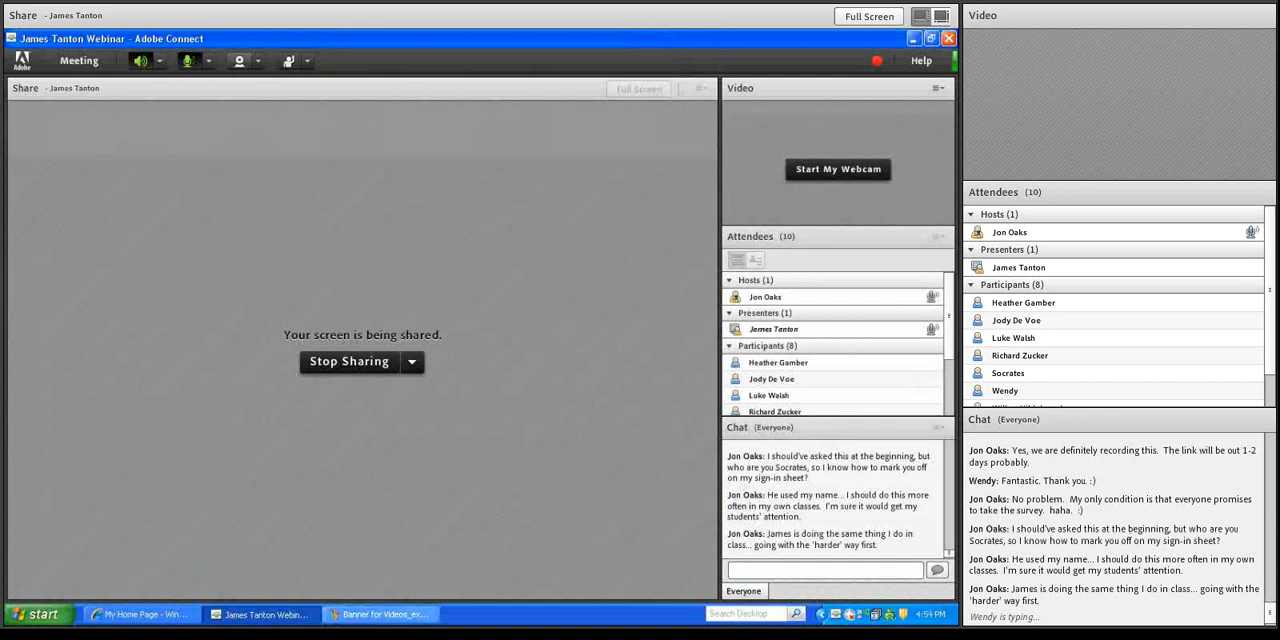 Share - James Tanton
Full Screen
James Tanton Webinar - Adobe Connect
Adobe
Meeting
Help
Share - James Tanton
Full Screen
Your screen is being shared.
Stop Sharing
Video
Start My Webcam
Attendees (10)
Hosts (1)
Jon Oaks
Presenters (1)
James Tanton
Participants (8)
Heather Gamber
Jody De Voe
Luke Walsh
Richard Zucker
Chat (Everyone)
Jon Oaks: I should've asked this at the beginning, but
who are you Socrates, so I know how to mark you off
on my sign-in sheet?
Jon Oaks: He used my name... I should do this more
often in my own classes. I'm sure it would get my
students' attention.
Jon Oaks: James is doing the same thing I do in
class... going with the 'harder' way first.
Everyone
start
My Home Page - Win...
James Tanton Webin...
Banner for Videos_ex...
Search Desktop
4:54 PM
Video
Attendees (10)
Hosts (1)
Jon Oaks
Presenters (1)
James Tanton
Participants (8)
Heather Gamber
Jody De Voe
Luke Walsh
Richard Zucker
Socrates
Wendy
Chat (Everyone)
Jon Oaks: Yes, we are definitely recording this. The link will be out 1-2
days probably.
Wendy: Fantastic. Thank you. :)
Jon Oaks: No problem. My only condition is that everyone promises
to take the survey. haha. :)
Jon Oaks: I should've asked this at the beginning, but who are you
Socrates, so I know how to mark you off on my sign-in sheet?
Jon Oaks: He used my name... I should do this more often in my own
classes. I'm sure it would get my students' attention.
Jon Oaks: James is doing the same thing I do in class... going with the
'harder' way first.
Wendy is typing...